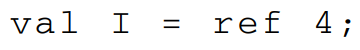 val I = ref 4;